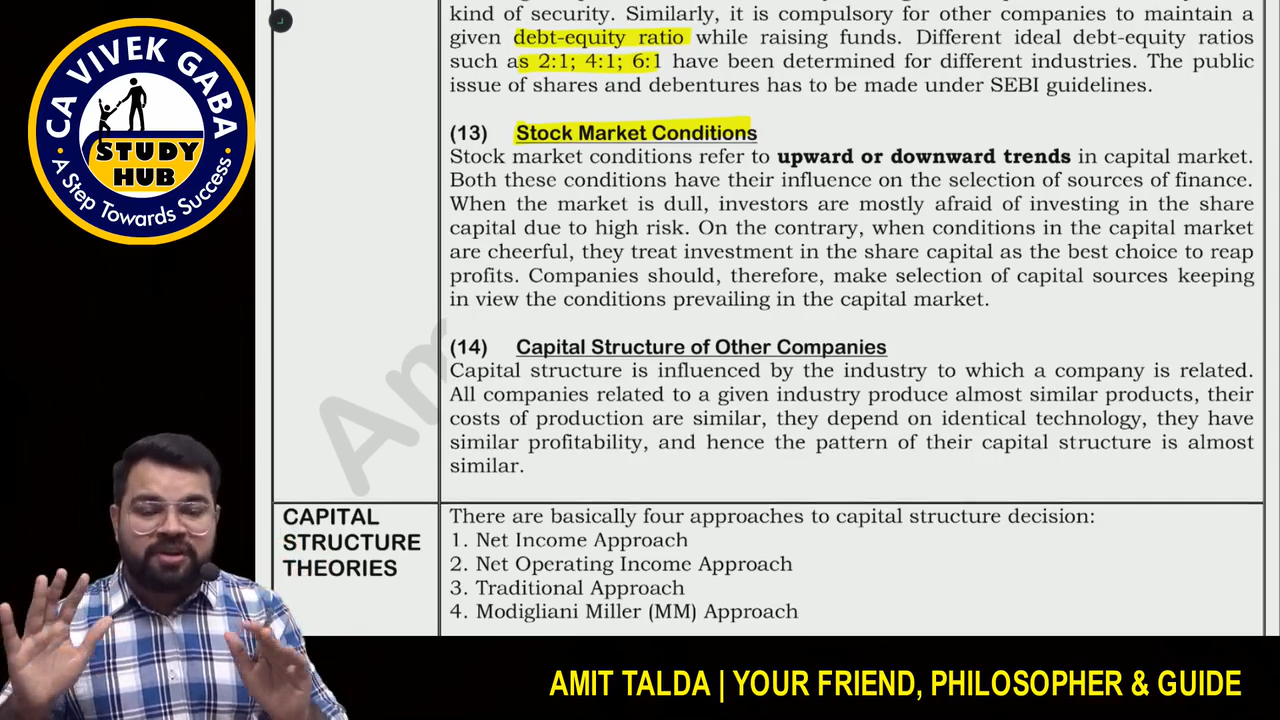 CA VIVEK GABA
STUDY
HUB
• A Step Towards Success •
kind of security. Similarly, it is compulsory for other companies to maintain a
given debt-equity ratio while raising funds. Different ideal debt-equity ratios
such as 2:1; 4:1; 6:1 have been determined for different industries. The public
issue of shares and debentures has to be made under SEBI guidelines.
(13) Stock Market Conditions
Stock market conditions refer to upward or downward trends in capital market.
Both these conditions have their influence on the selection of sources of finance.
When the market is dull, investors are mostly afraid of investing in the share
capital due to high risk. On the contrary, when conditions in the capital market
are cheerful, they treat investment in the share capital as the best choice to reap
profits. Companies should, therefore, make selection of capital sources keeping
in view the conditions prevailing in the capital market.
(14) Capital Structure of Other Companies
Capital structure is influenced by the industry to which a company is related.
All companies related to a given industry produce almost similar products, their
costs of production are similar, they depend on identical technology, they have
similar profitability, and hence the pattern of their capital structure is almost
similar.
CAPITAL
STRUCTURE
THEORIES
There are basically four approaches to capital structure decision:
1. Net Income Approach
2. Net Operating Income Approach
3. Traditional Approach
4. Modigliani Miller (MM) Approach
AMIT TALDA | YOUR FRIEND, PHILOSOPHER & GUIDE